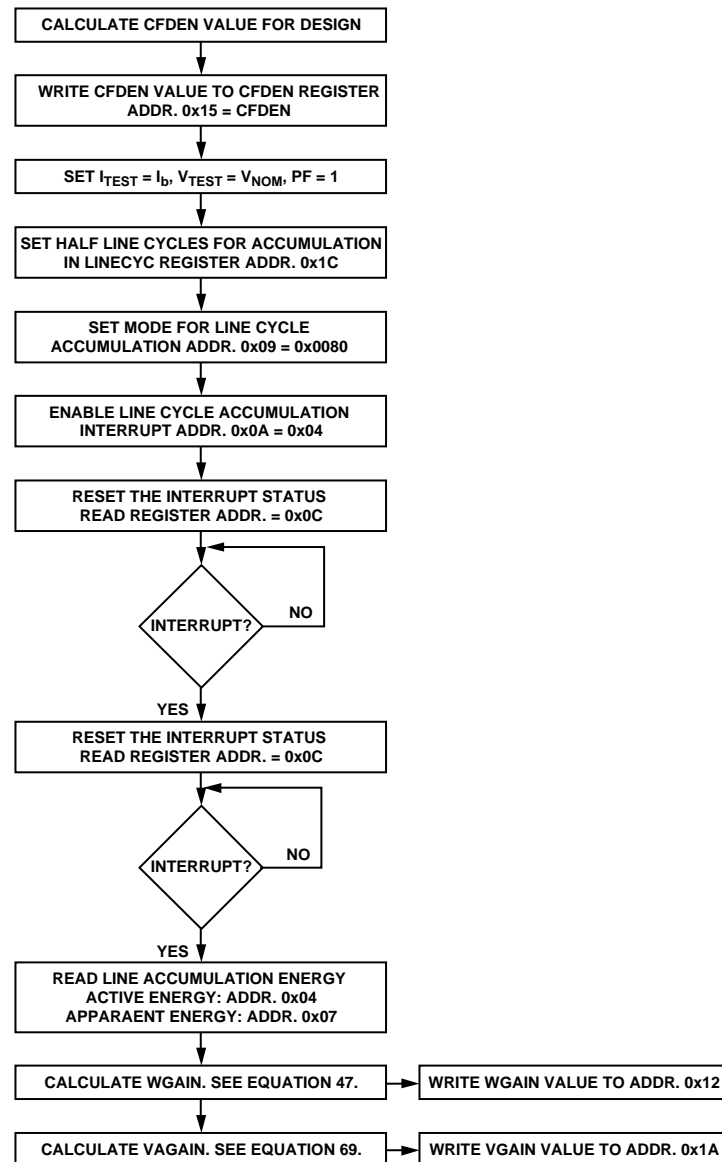 CALCULATE CFDEN VALUE FOR DESIGN
WRITE CFDEN VALUE TO CFDEN REGISTER
ADDR. 0x15 = CFDEN
SET ITEST = Ib, VTEST = VNOM, PF = 1
SET HALF LINE CYCLES FOR ACCUMULATION
IN LINECYC REGISTER ADDR. 0x1C
SET MODE FOR LINE CYCLE
ACCUMULATION ADDR. 0x09 = 0x0080
ENABLE LINE CYCLE ACCUMULATION
INTERRUPT ADDR. 0x0A = 0x04
RESET THE INTERRUPT STATUS
READ REGISTER ADDR. = 0x0C
INTERRUPT?
NO
YES
RESET THE INTERRUPT STATUS
READ REGISTER ADDR. = 0x0C
INTERRUPT?
NO
YES
READ LINE ACCUMULATION ENERGY
ACTIVE ENERGY: ADDR. 0x04
APPARAENT ENERGY: ADDR. 0x07
CALCULATE WGAIN. SEE EQUATION 47.
WRITE WGAIN VALUE TO ADDR. 0x12
CALCULATE VAGAIN. SEE EQUATION 69.
WRITE VGAIN VALUE TO ADDR. 0x1A